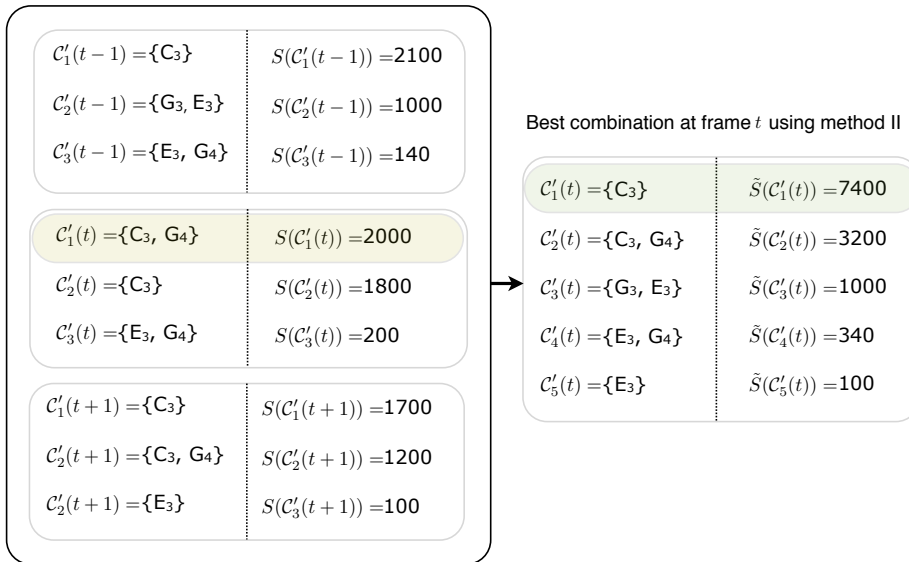 𝒞′₁(t − 1) ={C₃} S(𝒞′₁(t − 1)) =2100
𝒞′₂(t − 1) ={G₃, E₃} S(𝒞′₂(t − 1)) =1000
𝒞′₃(t − 1) ={E₃, G₄} S(𝒞′₃(t − 1)) =140
𝒞′₁(t) ={C₃, G₄} S(𝒞′₁(t)) =2000
𝒞′₂(t) ={C₃} S(𝒞′₂(t)) =1800
𝒞′₃(t) ={E₃, G₄} S(𝒞′₃(t)) =200
𝒞′₁(t + 1) ={C₃} S(𝒞′₁(t + 1)) =1700
𝒞′₂(t + 1) ={C₃, G₄} S(𝒞′₂(t + 1)) =1200
𝒞′₂(t + 1) ={E₃} S(𝒞′₃(t + 1)) =100
Best combination at frame t using method II
𝒞′₁(t) ={C₃} S̃(𝒞′₁(t)) =7400
𝒞′₂(t) ={C₃, G₄} S̃(𝒞′₂(t)) =3200
𝒞′₃(t) ={G₃, E₃} S̃(𝒞′₃(t)) =1000
𝒞′₄(t) ={E₃, G₄} S̃(𝒞′₄(t)) =340
𝒞′₅(t) ={E₃} S̃(𝒞′₅(t)) =100